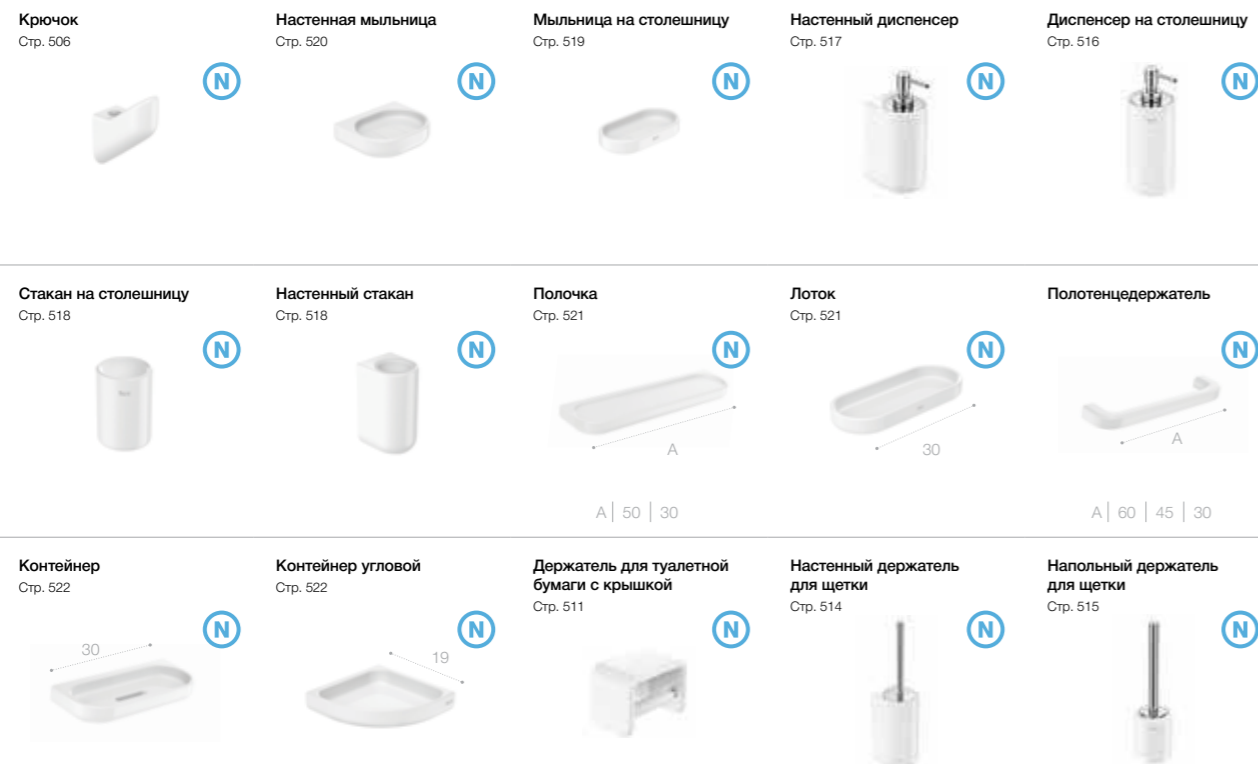 Крючок
Стр. 506
N
Настенная мыльница
Стр. 520
N
Мыльница на столешницу
Стр. 519
N
Настенный диспенсер
Стр. 517
N
Диспенсер на столешницу
Стр. 516
N
Стакан на столешницу
Стр. 518
N
Настенный стакан
Стр. 518
N
Полочка
Стр. 521
N
A
A | 50 | 30
Лоток
Стр. 521
N
30
Полотенцедержатель
N
A
A | 60 | 45 | 30
Контейнер
Стр. 522
N
30
Контейнер угловой
Стр. 522
N
19
Держатель для туалетной
бумаги с крышкой
Стр. 511
N
Настенный держатель
для щетки
Стр. 514
N
Напольный держатель
для щетки
Стр. 515
N